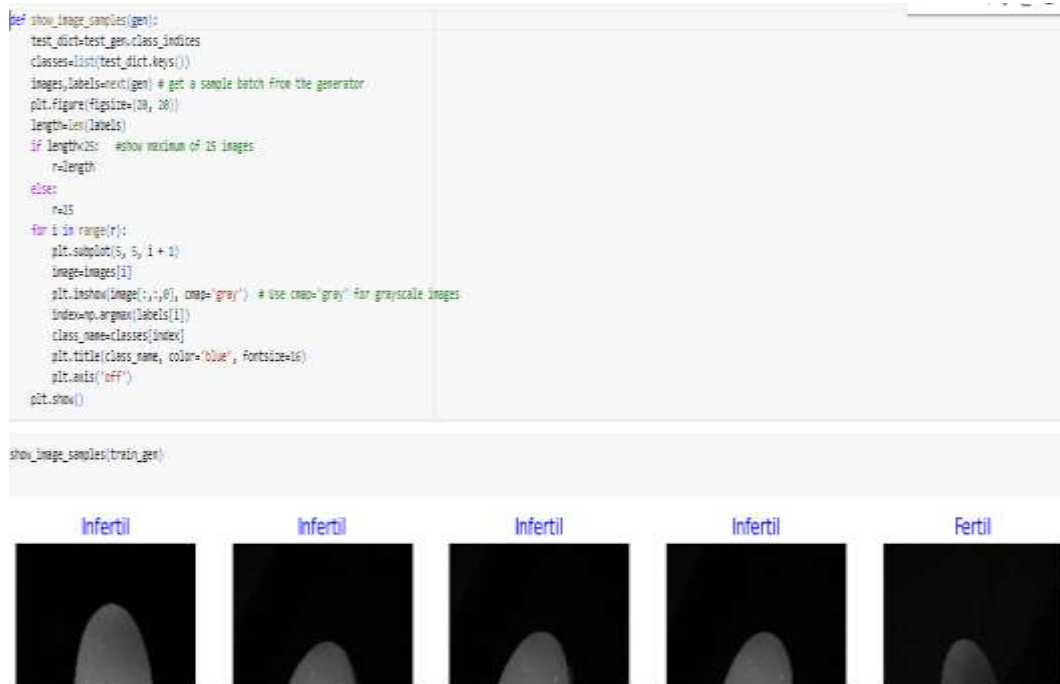 def show_image_samples(gen):
test_dict=test_gen.class_indices
classes=list(test_dict.keys())
images,labels=next(gen) # get a sample batch from the generator
plt.figure(figsize=(20, 20))
length=len(labels)
if length<25: #show maximum of 25 images
r=length
else:
r=25
for i in range(r):
plt.subplot(5, 5, i + 1)
image=images[i]
plt.imshow(image[:,:,0], cmap='gray') # Use cmap="gray" for grayscale images
index=np.argmax(labels[i])
class_name=classes[index]
plt.title(class_name, color='blue', fontsize=16)
plt.axis('off')
plt.show()
show_image_samples(train_gen)
Infertil Infertil Infertil Infertil Fertil